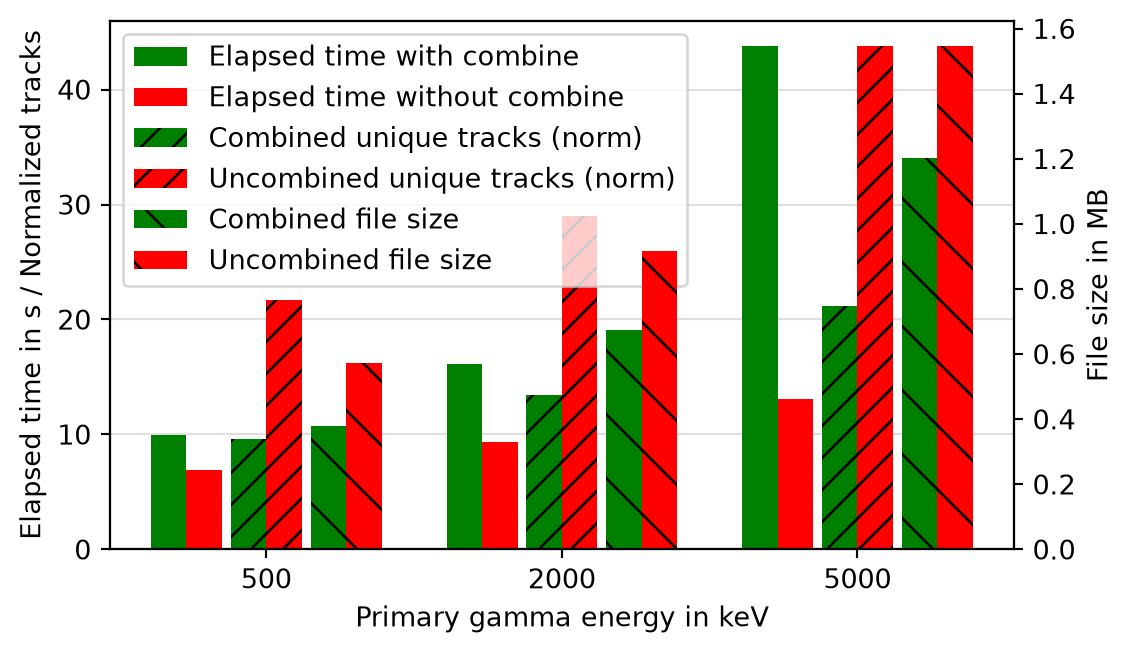 Elapsed time in s / Normalized tracks
40
30
20
10
0
Elapsed time with combine
Elapsed time without combine
Combined unique tracks (norm)
Uncombined unique tracks (norm)
Combined file size
Uncombined file size
1.6
1.4
1.2
1.0
0.8
0.6
0.4
0.2
0.0
File size in MB
500
2000
5000
Primary gamma energy in keV